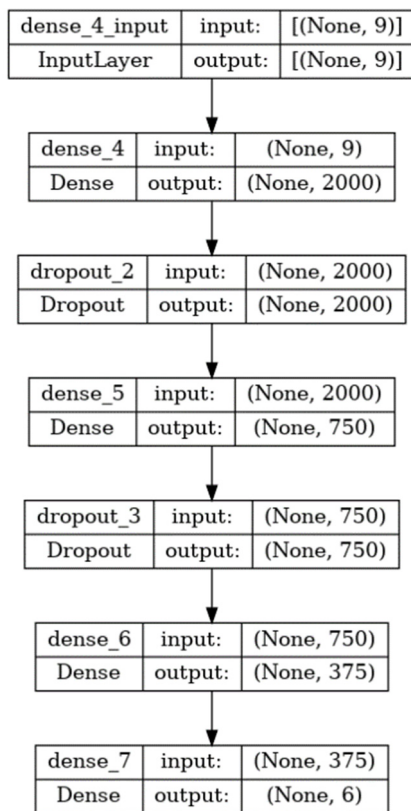 dense_4_input input: [(None, 9)]
InputLayer output: [(None, 9)]
dense_4 input: (None, 9)
Dense output: (None, 2000)
dropout_2 input: (None, 2000)
Dropout output: (None, 2000)
dense_5 input: (None, 2000)
Dense output: (None, 750)
dropout_3 input: (None, 750)
Dropout output: (None, 750)
dense_6 input: (None, 750)
Dense output: (None, 375)
dense_7 input: (None, 375)
Dense output: (None, 6)